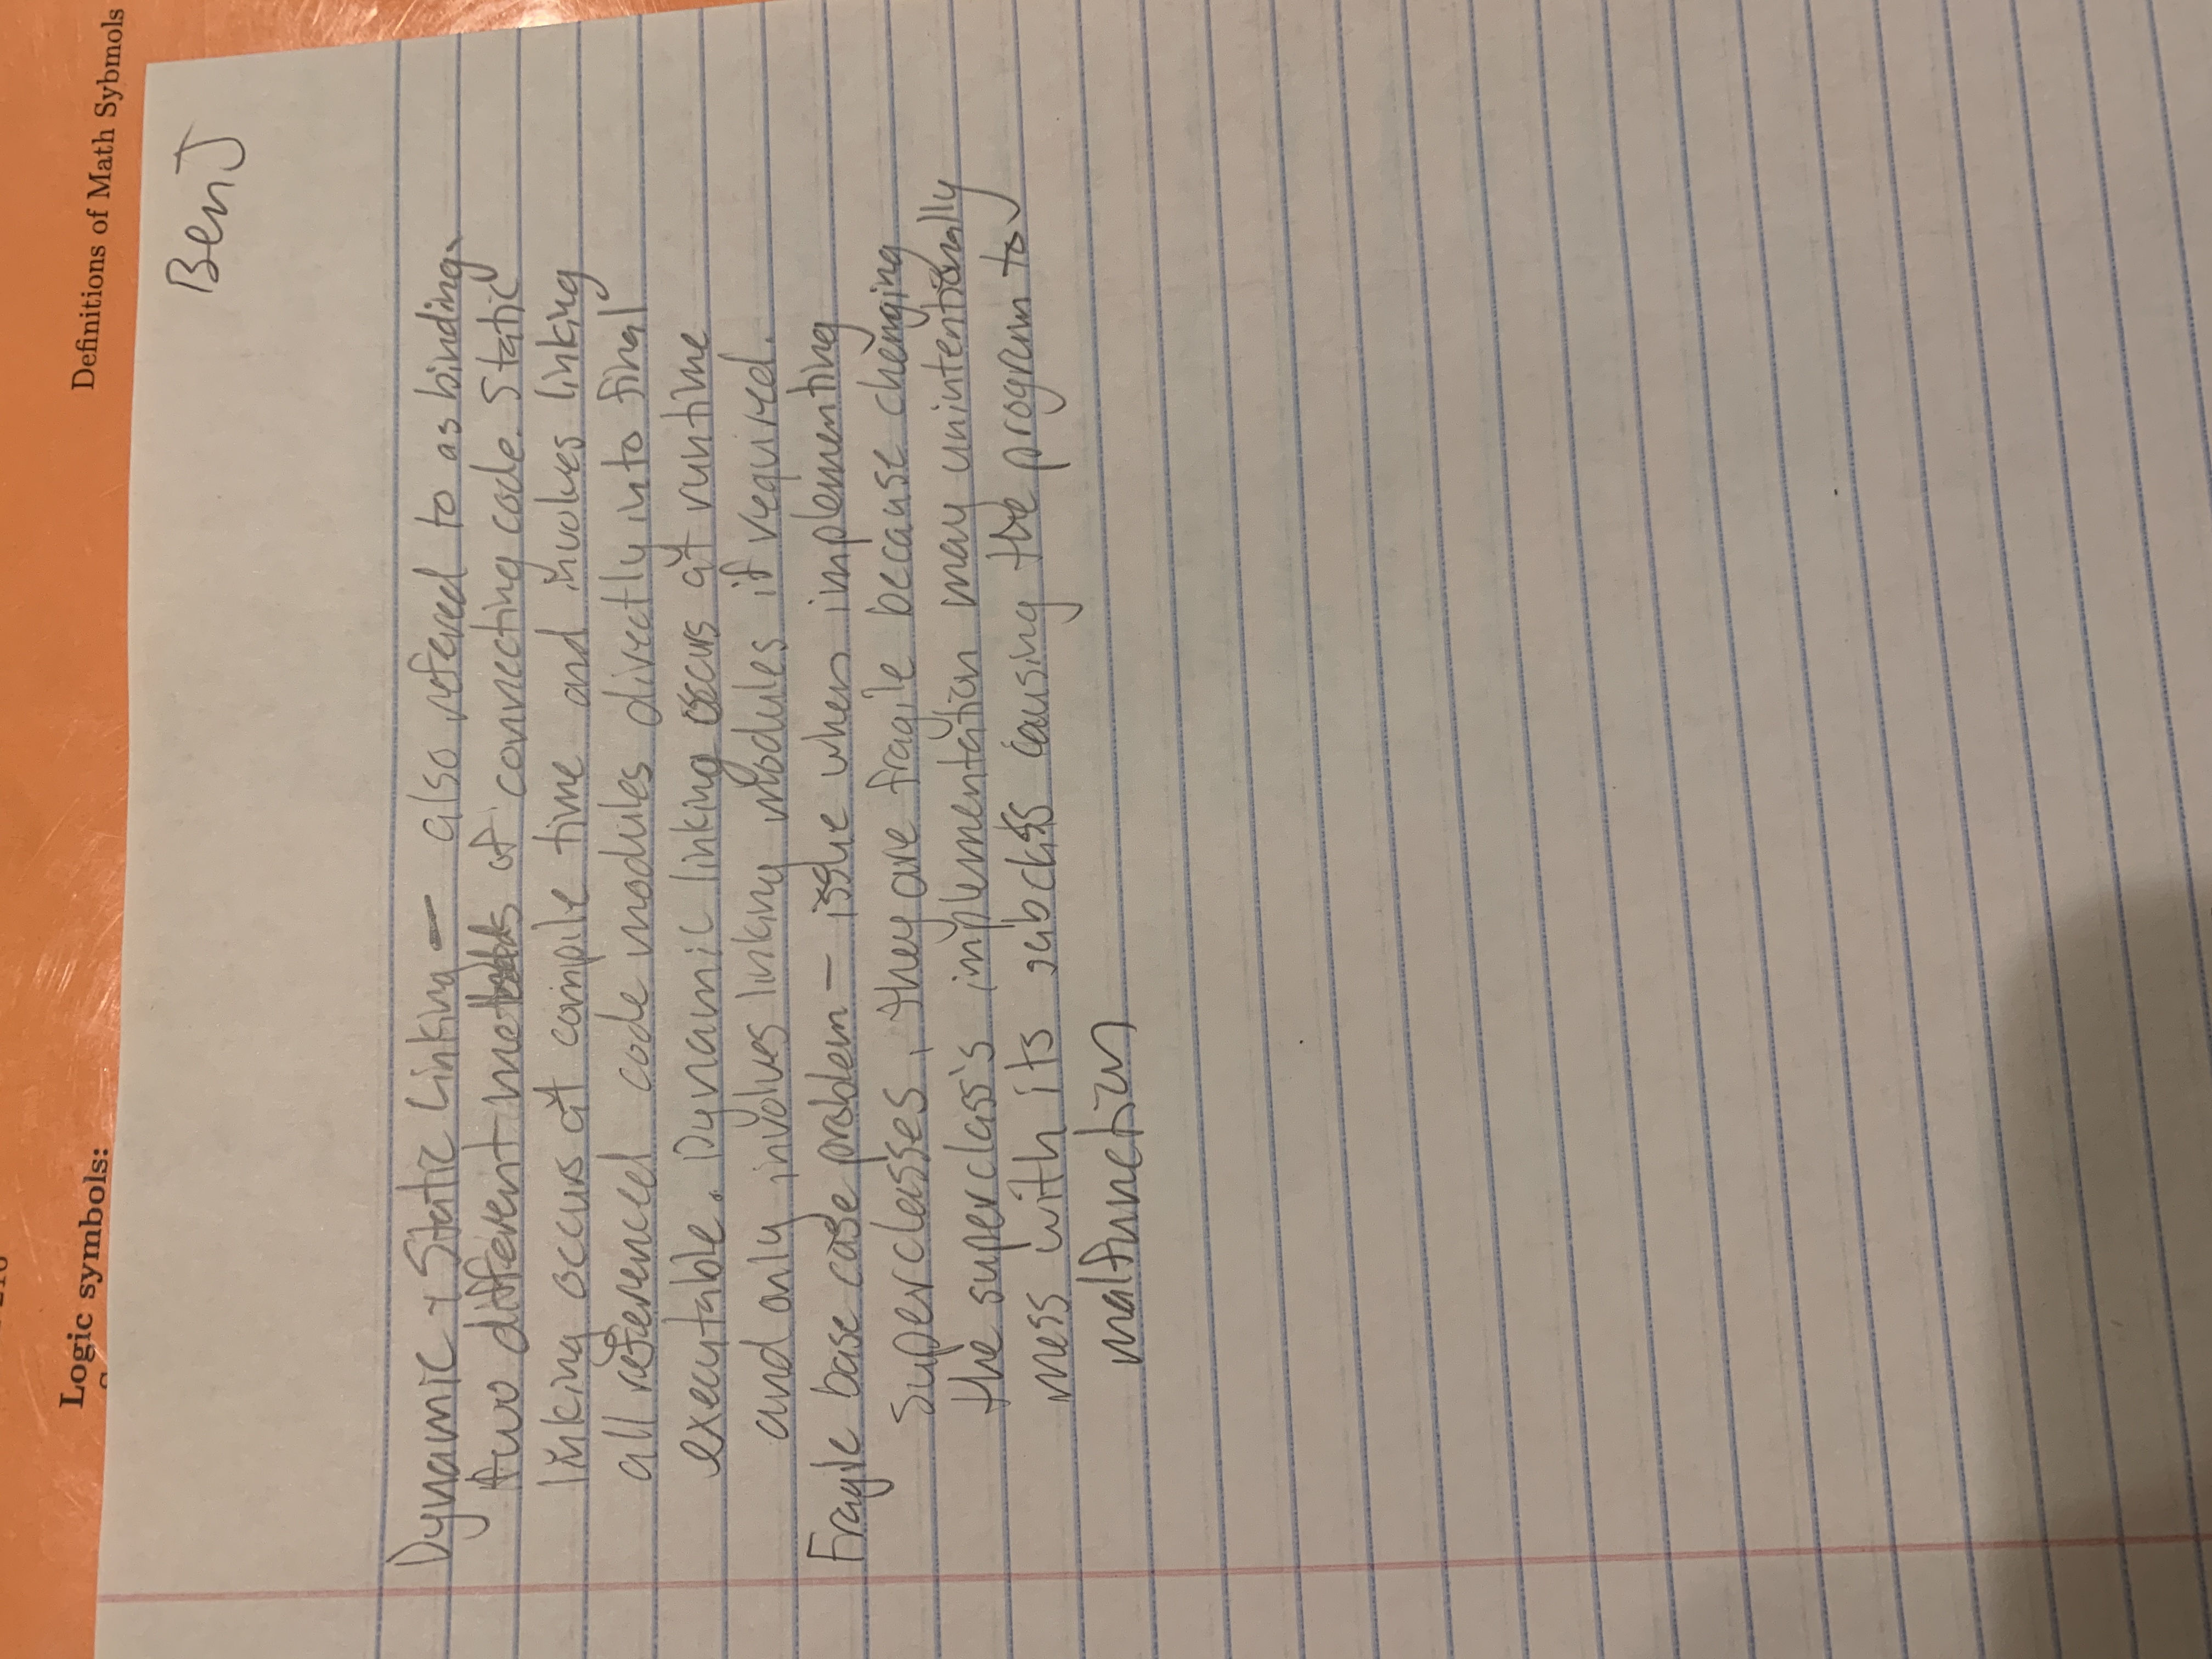 Logic symbols:
Definitions of Math Sybmols
Ben J
Dynamic + Static Linking - also refered to as binding.
two different methods of connecting code. Static
linking occurs at compile time and involves linking
all referenced code modules directly into final
executable. Dynamic linking occurs at runtime
and only involves linking modules if required.
Fragile base case problem - issue when implementing
superclasses, they are fragile because changing
the superclass's implementation may unintentionally
mess with its subclass causing the program to
malfunction